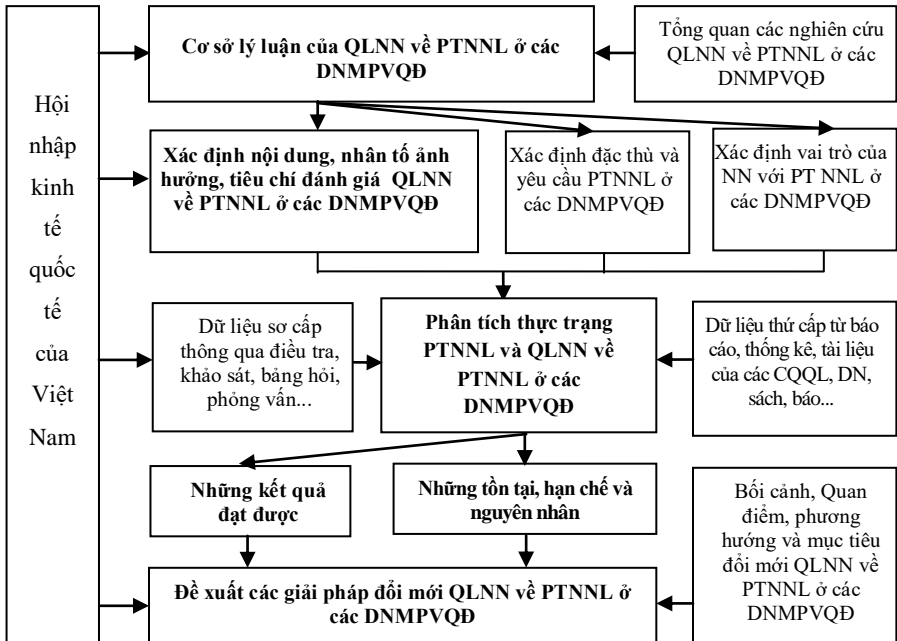 Cơ sở lý luận của QLNN về PTNNL ở các
DNMPVQĐ
Tổng quan các nghiên cứu
QLNN về PTNNL ở các
DNMPVQĐ
Hội
nhập
kinh
tế
quốc
tế
của
Việt
Nam
Xác định nội dung, nhân tố ảnh
hưởng, tiêu chí đánh giá QLNN
về PTNNL ở các DNMPVQĐ
Xác định đặc thù và
yêu cầu PTNNL ở
các DNMPVQĐ
Xác định vai trò của
NN với PT NNL ở
các DNMPVQĐ
Dữ liệu sơ cấp
thông qua điều tra,
khảo sát, bảng hỏi,
phỏng vấn...
Phân tích thực trạng
PTNNL và QLNN về
PTNNL ở các
DNMPVQĐ
Dữ liệu thứ cấp từ báo
cáo, thống kê, tài liệu
của các CQQL, DN,
sách, báo...
Những kết quả
đạt được
Những tồn tại, hạn chế và
nguyên nhân
Bối cảnh, Quan
điểm, phương
hướng và mục tiêu
đổi mới QLNN về
PTNNL ở các
DNMPVQĐ
Đề xuất các giải pháp đổi mới QLNN về PTNNL ở
các DNMPVQĐ